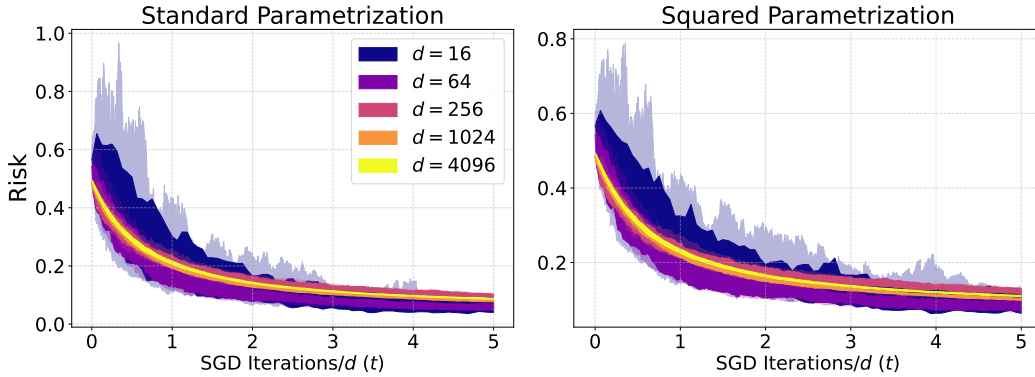 Standard Parametrization
Squared Parametrization
Risk
1.0
0.8
0.6
0.4
0.2
0.0
d = 16
d = 64
d = 256
d = 1024
d = 4096
0 1 2 3 4 5
SGD Iterations/d (t)
0.8
0.6
0.4
0.2
0 1 2 3 4 5
SGD Iterations/d (t)